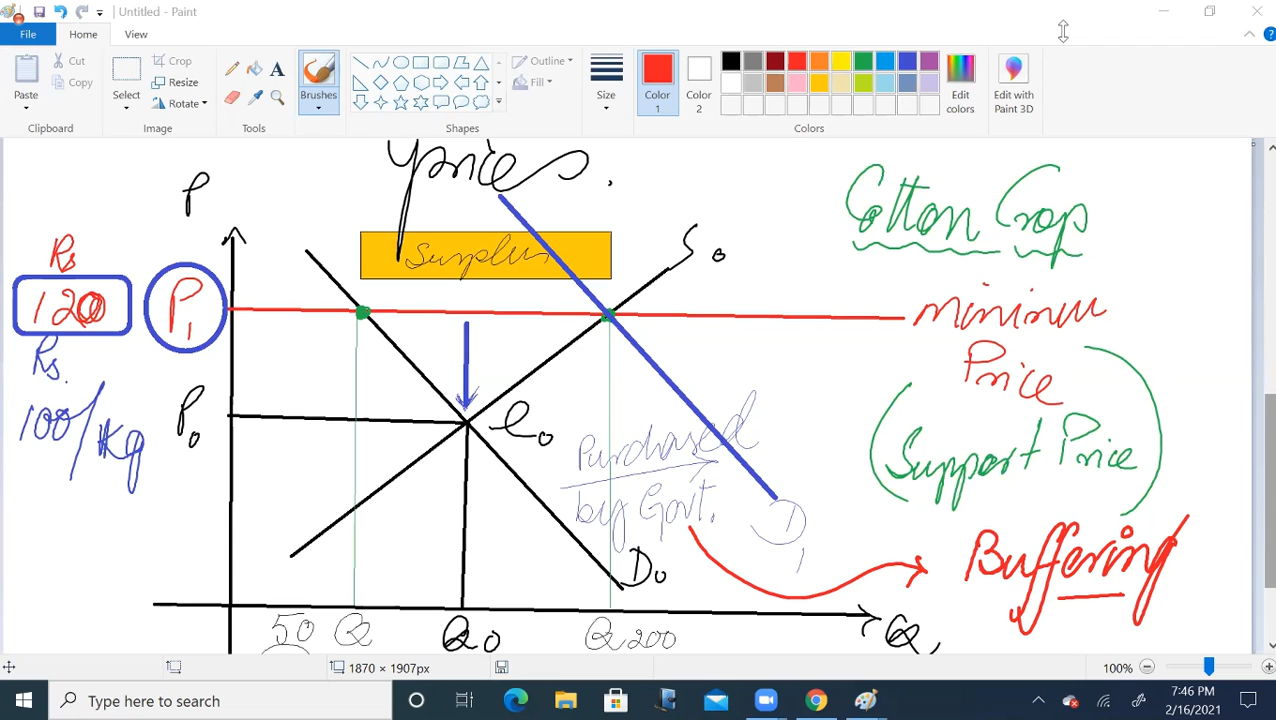 Untitled - Paint
File
Home
View
Paste
Cut
Copy
Clipboard
Select
Crop
Resize
Rotate
Image
A
Tools
Brushes
Outline
Fill
Shapes
Size
Color 1
Color 2
Edit colors
Colors
Edit with Paint 3D
Prices.
Cotton Crop
P
Surplus
S0
Rs
120
P1
Rs.
100/kg
minimum
Price
(Support Price)
P0
e0
Purchased
by Govt.
D1
Buffering
D0
50 Q
Q0
Q 200
Q,
1870 × 1907px
100%
Type here to search
7:46 PM
2/16/2021